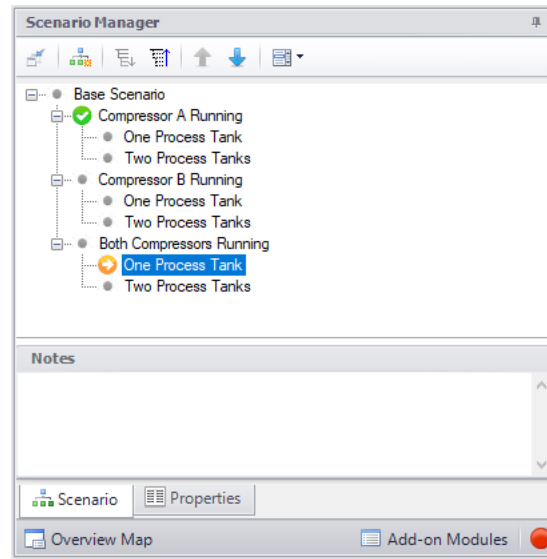 Scenario Manager
Base Scenario
Compressor A Running
One Process Tank
Two Process Tanks
Compressor B Running
One Process Tank
Two Process Tanks
Both Compressors Running
One Process Tank
Two Process Tanks
Notes
Scenario Properties
Overview Map Add-on Modules